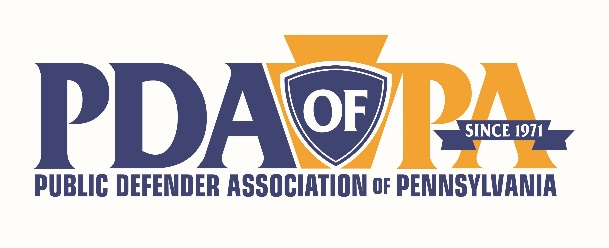 PDA OF PA
SINCE 1971
PUBLIC DEFENDER ASSOCIATION OF PENNSYLVANIA